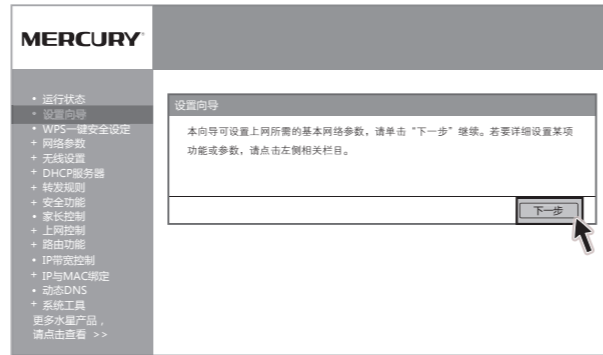 MERCURY
• 运行状态
• 设置向导
• WPS一键安全设定
+ 网络参数
+ 无线设置
+ DHCP服务器
+ 转发规则
+ 安全功能
• 家长控制
+ 上网控制
+ 路由功能
• IP带宽控制
+ IP与MAC绑定
• 动态DNS
+ 系统工具
更多水星产品，
请点击查看 >>
设置向导
本向导可设置上网所需的基本网络参数，请单击“下一步”继续。若要详细设置某项
功能或参数，请点击左侧相关栏目。
下一步